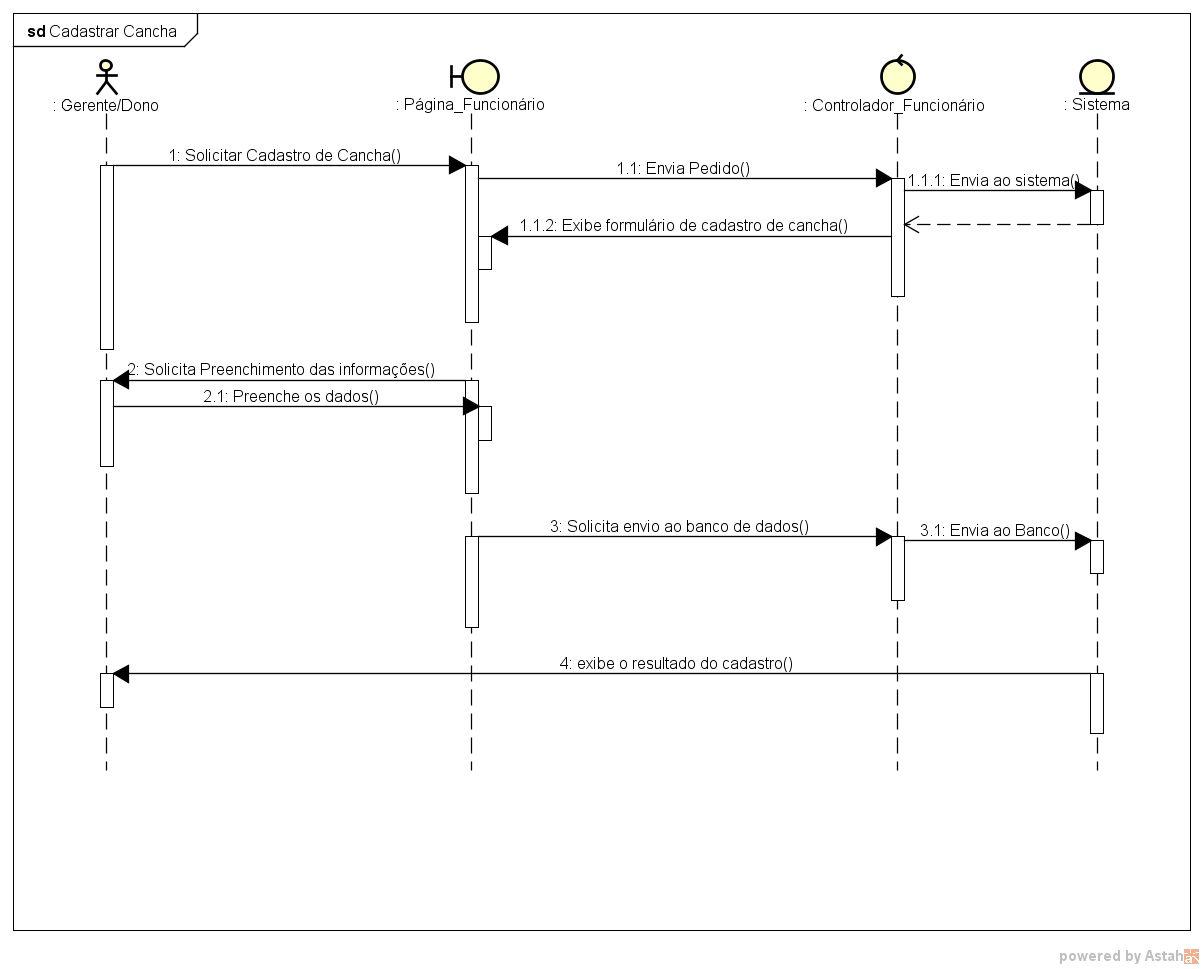 sd Cadastrar Cancha
: Gerente/Dono
: Página_Funcionário
: Controlador_Funcionário
: Sistema
1: Solicitar Cadastro de Cancha()
1.1: Envia Pedido()
1.1.1: Envia ao sistema()
1.1.2: Exibe formulário de cadastro de cancha()
2: Solicita Preenchimento das informações()
2.1: Preenche os dados()
3: Solicita envio ao banco de dados()
3.1: Envia ao Banco()
4: exibe o resultado do cadastro()
powered by Astah